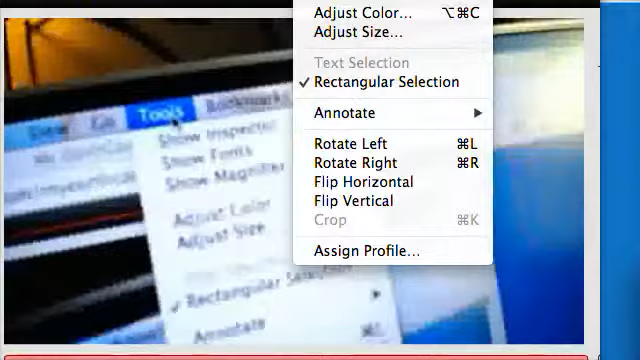 Adjust Color... ⌥⌘C
Adjust Size...
Text Selection
✓ Rectangular Selection
Annotate ▶
Rotate Left ⌘L
Rotate Right ⌘R
Flip Horizontal
Flip Vertical
Crop ⌘K
Assign Profile...
Tools Bookmarks
Show Inspector
Show Fonts
Show Magnifier
Adjust Color
Adjust Size
✓ Rectangular Selection
Annotate